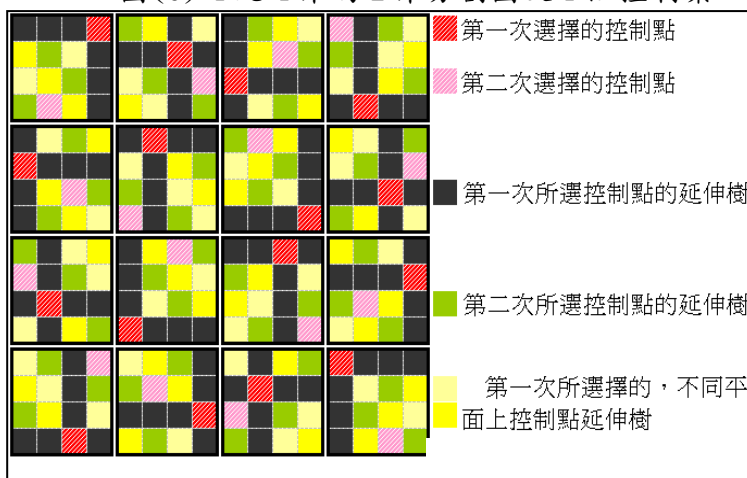 第一次選擇的控制點
第二次選擇的控制點
第一次所選控制點的延伸樹
第二次所選控制點的延伸樹
第一次所選擇的,不同平
面上控制點延伸樹